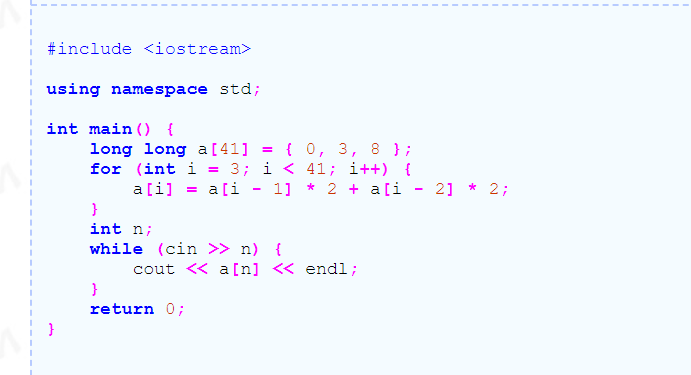 #include <iostream>
using namespace std;
int main() {
long long a[41] = { 0, 3, 8 };
for (int i = 3; i < 41; i++) {
a[i] = a[i - 1] * 2 + a[i - 2] * 2;
}
int n;
while (cin >> n) {
cout << a[n] << endl;
}
return 0;
}